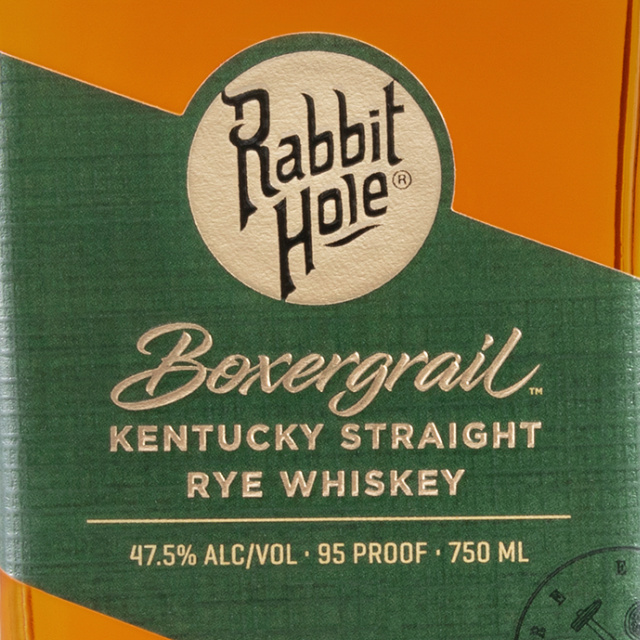 Rabbit
Hole®
Boxergrail™
KENTUCKY STRAIGHT
RYE WHISKEY
47.5% ALC/VOL · 95 PROOF · 750 ML